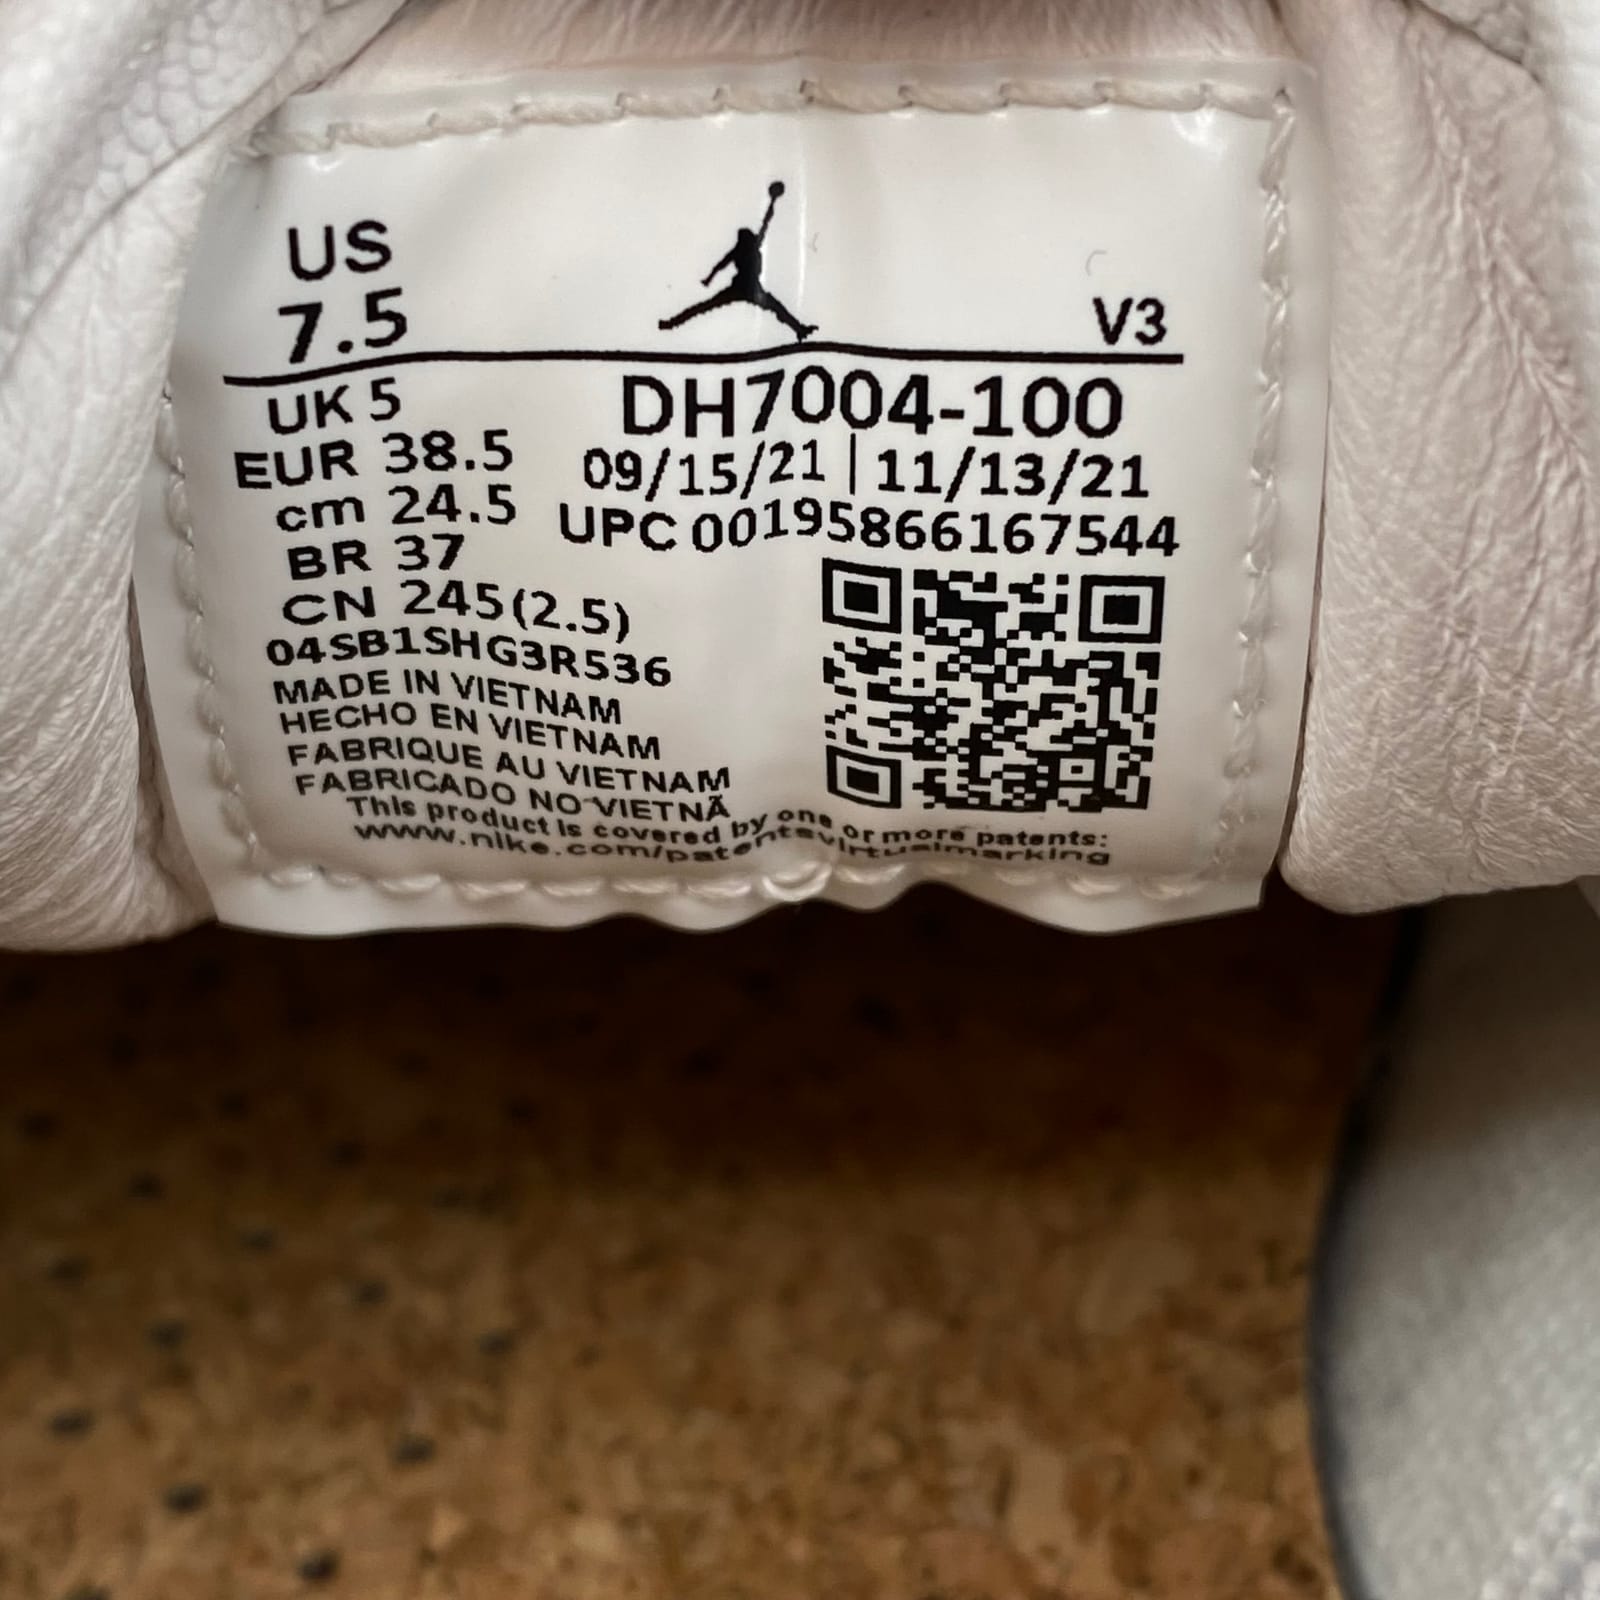 US
7.5
V3
UK 5
EUR 38.5
cm 24.5
BR 37
CN 245(2.5)
DH7004-100
09/15/21 | 11/13/21
UPC 00195866167544
04SB1SHG3R536
MADE IN VIETNAM
HECHO EN VIETNAM
FABRIQUE AU VIETNAM
FABRICADO NO VIETNÃ
This product is covered by one or more patents:
www.nike.com/patentsvirtualmarking